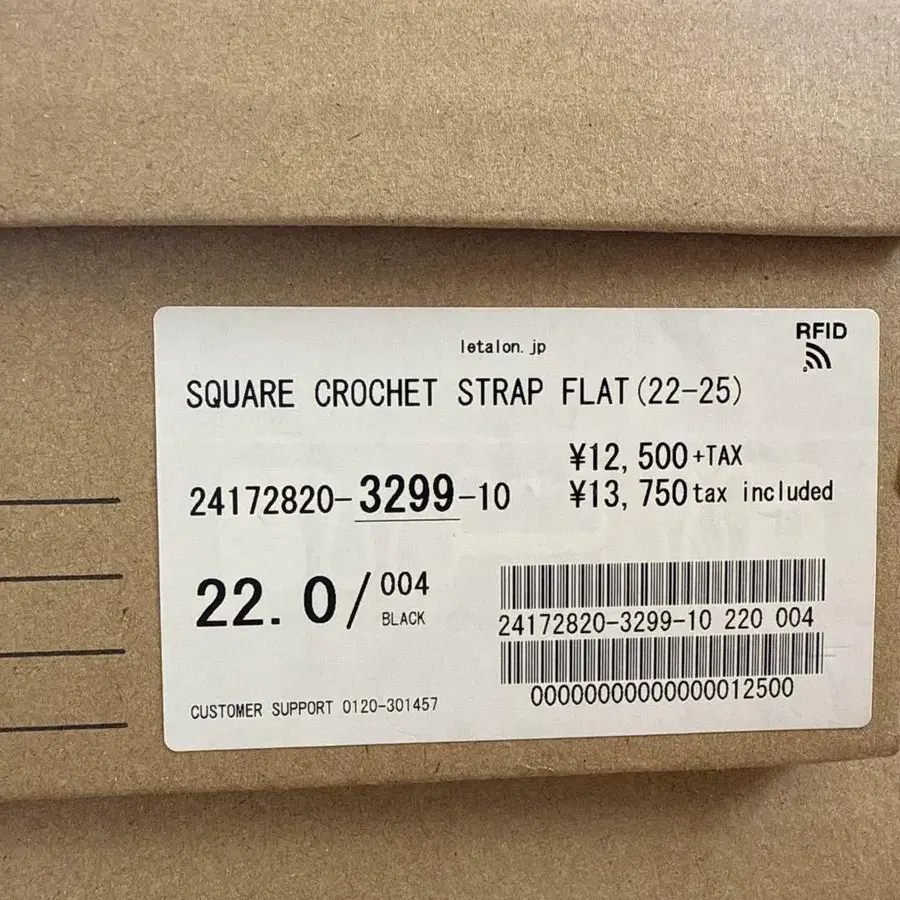 RFID
letalon.jp
SQUARE CROCHET STRAP FLAT(22-25)
¥12,500+TAX
24172820-3299-10 ¥13,750tax included
22.0/004
BLACK
24172820-3299-10 220 004
00000000000000012500
CUSTOMER SUPPORT 0120-301457